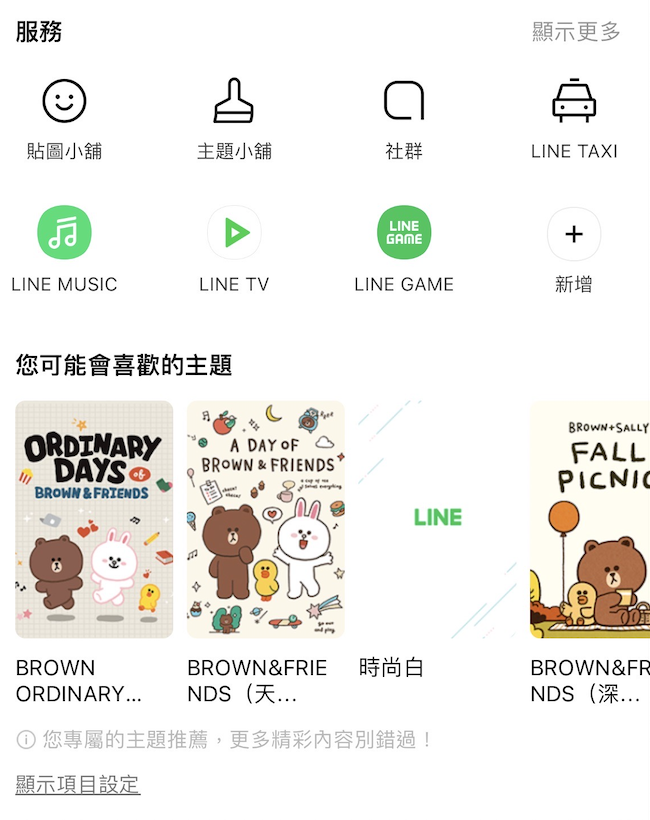 服務
顯示更多
貼圖小舖
主題小舖
社群
LINE TAXI
LINE
GAME
LINE MUSIC
LINE TV
LINE GAME
新增
您可能會喜歡的主題
ORDINARY
DAYS of
BROWN & FRIENDS
A DAY OF
BROWN & FRIENDS
LINE
BROWN+SALLY
FALL
PICNIC
BROWN
ORDINARY...
BROWN&FRIE
NDS（天...
時尚白
BROWN&FR
NDS（深...
您專屬的主題推薦，更多精彩內容別錯過！
顯示項目設定